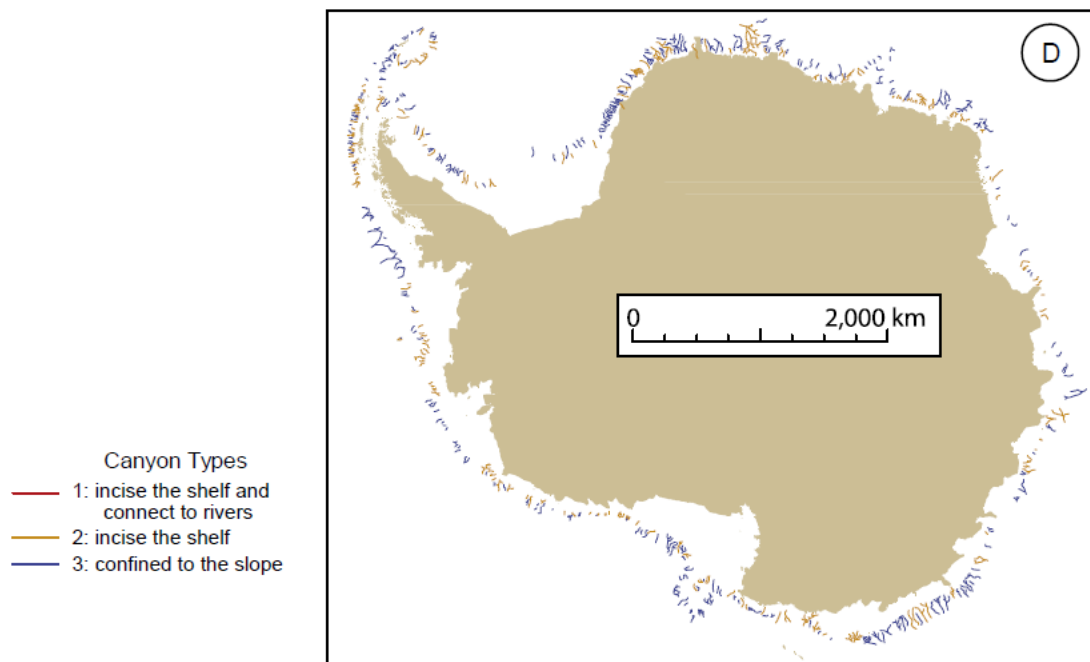 D
0 2,000 km
Canyon Types
1: incise the shelf and
connect to rivers
2: incise the shelf
3: confined to the slope